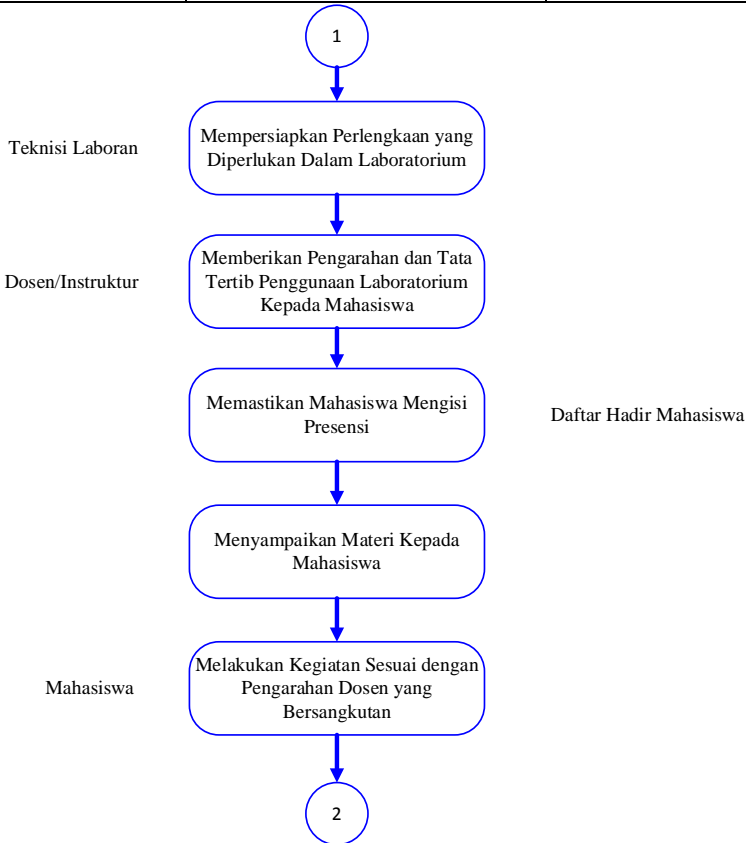 1
Teknisi Laboran
Mempersiapkan Perlengkaan yang
Diperlukan Dalam Laboratorium
Dosen/Instruktur
Memberikan Pengarahan dan Tata
Tertib Penggunaan Laboratorium
Kepada Mahasiswa
Memastikan Mahasiswa Mengisi
Presensi
Daftar Hadir Mahasiswa
Menyampaikan Materi Kepada
Mahasiswa
Mahasiswa
Melakukan Kegiatan Sesuai dengan
Pengarahan Dosen yang
Bersangkutan
2